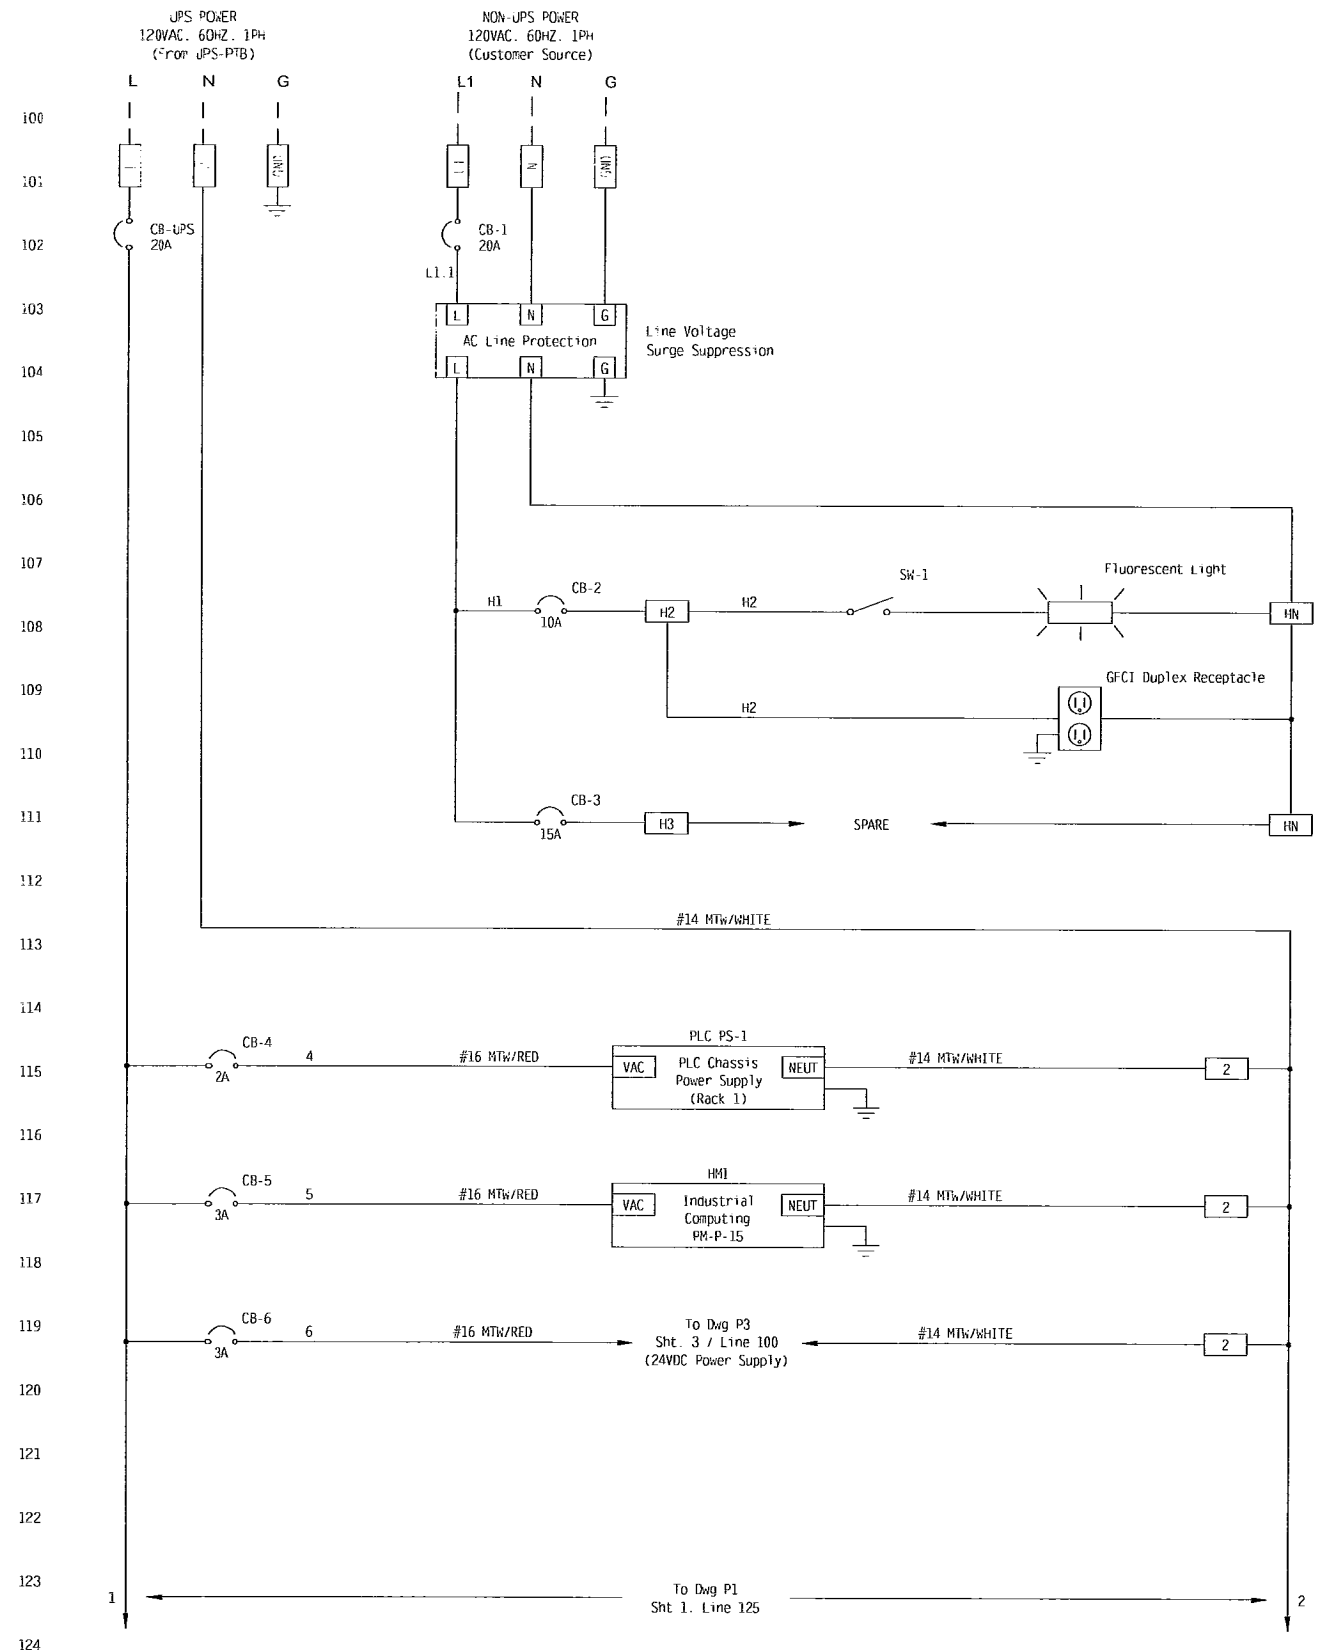 UPS POWER
120VAC. 60HZ. 1PH
(From UPS-PTB)
NON-UPS POWER
120VAC. 60HZ. 1PH
(Customer Source)
L N G
L1 N G
100
GND
L1 N GND
101
CB-UPS
20A
CB-1
20A
102
L1.1
103
L N G
AC Line Protection
L N G
Line Voltage
Surge Suppression
104
105
106
107
H1
CB-2
10A
H2
H2
SW-1
Fluorescent Light
HN
108
109
H2
GFCI Duplex Receptacle
110
111
CB-3
15A
H3
SPARE
HN
112
#14 MTW/WHITE
113
114
115
CB-4
2A
4
#16 MTW/RED
PLC PS-1
VAC
PLC Chassis
Power Supply
(Rack 1)
NEUT
#14 MTW/WHITE
2
116
117
CB-5
3A
5
#16 MTW/RED
HMI
VAC
Industrial
Computing
PM-P-15
NEUT
#14 MTW/WHITE
2
118
119
CB-6
3A
6
#16 MTW/RED
To Dwg P3
Sht. 3 / Line 100
(24VDC Power Supply)
#14 MTW/WHITE
2
120
121
122
123
1
To Dwg P1
Sht 1. Line 125
2
124